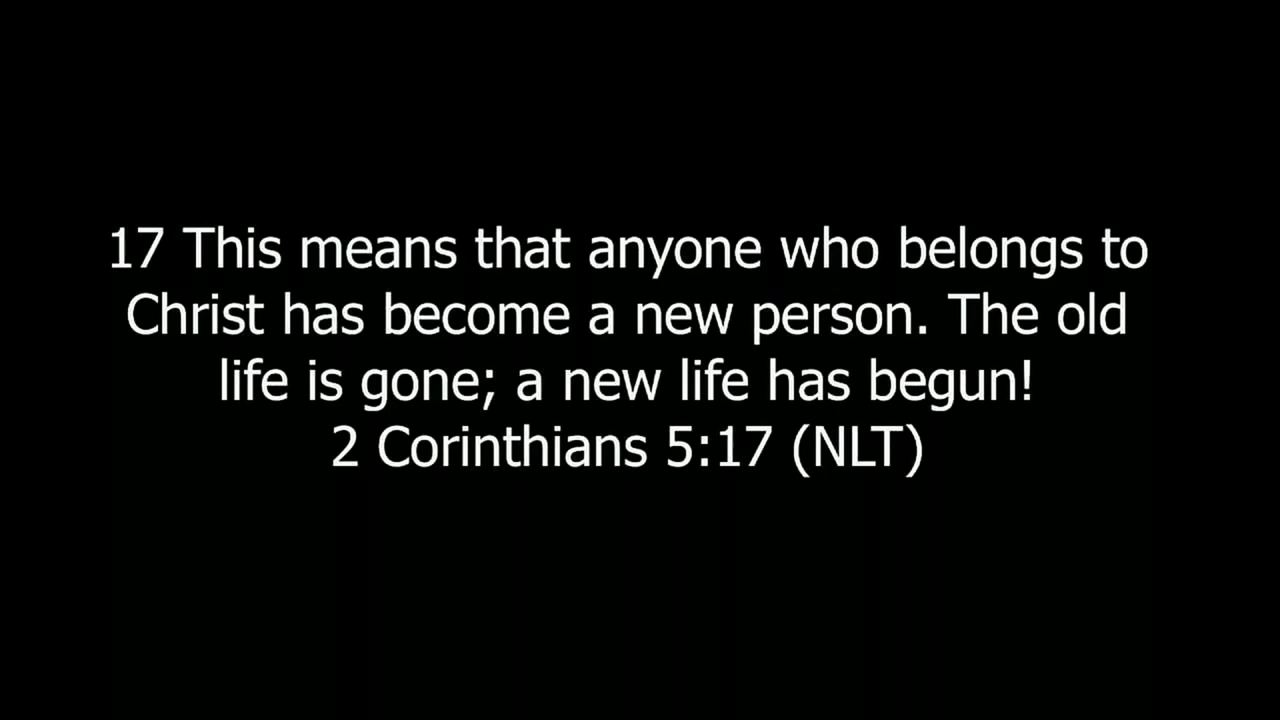 17 This means that anyone who belongs to
Christ has become a new person. The old
life is gone; a new life has begun!
2 Corinthians 5:17 (NLT)